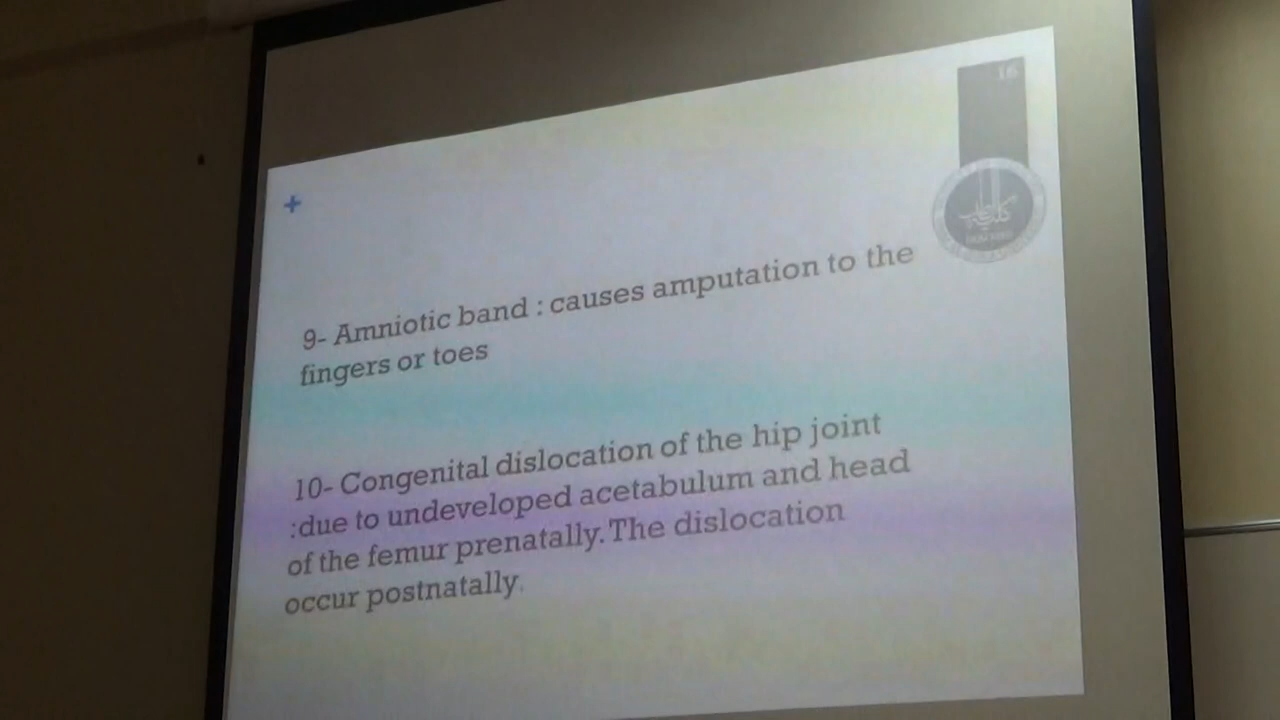 16
+
9- Amniotic band : causes amputation to the
fingers or toes
10- Congenital dislocation of the hip joint
:due to undeveloped acetabulum and head
of the femur prenatally. The dislocation
occur postnatally.